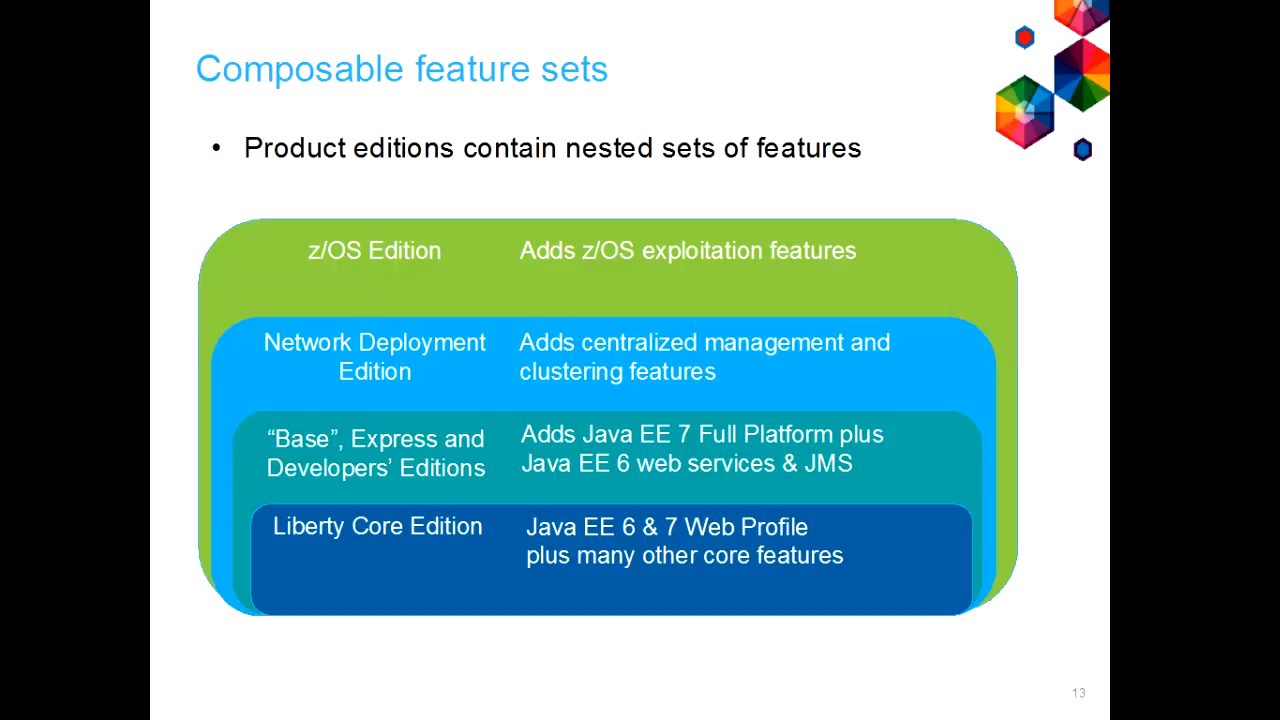 Composable feature sets
• Product editions contain nested sets of features
z/OS Edition
Adds z/OS exploitation features
Network Deployment
Edition
Adds centralized management and
clustering features
“Base”, Express and
Developers’ Editions
Adds Java EE 7 Full Platform plus
Java EE 6 web services & JMS
Liberty Core Edition
Java EE 6 & 7 Web Profile
plus many other core features
13